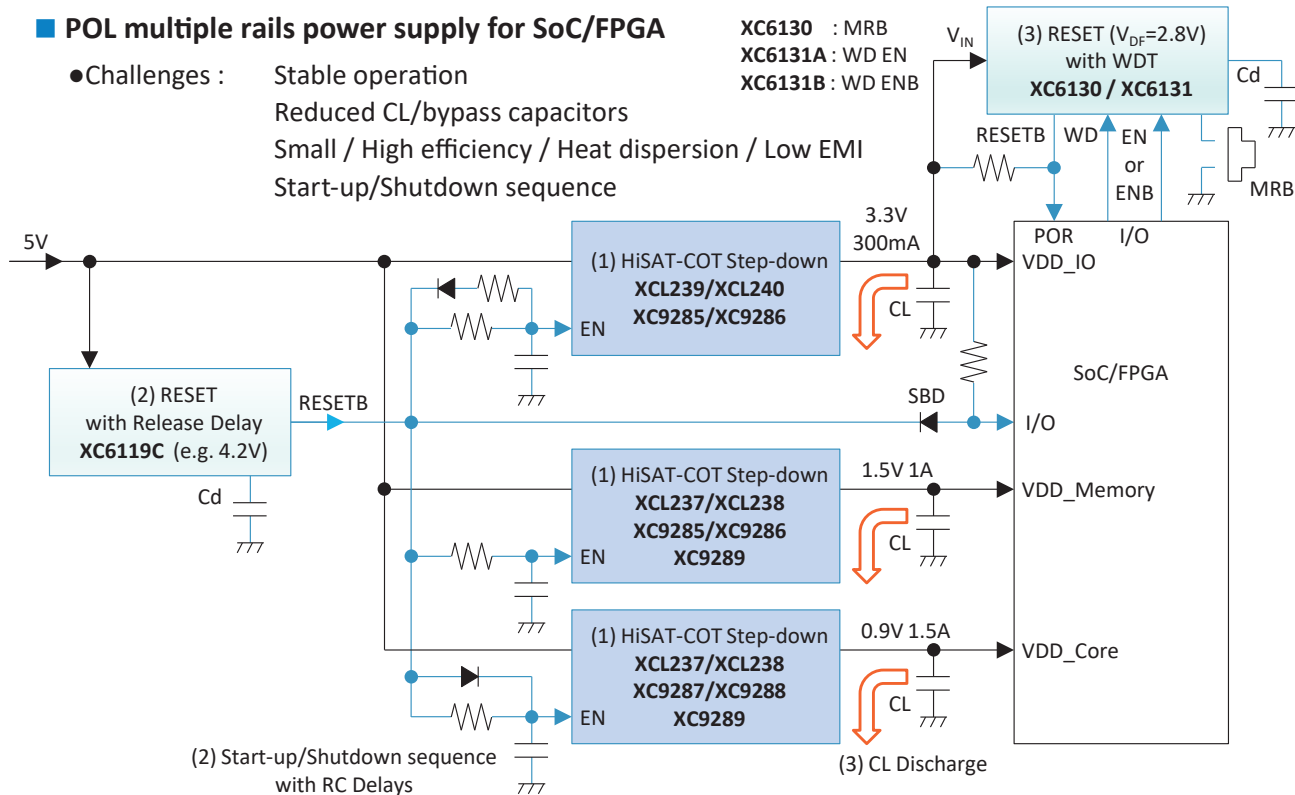 ■ POL multiple rails power supply for SoC/FPGA
●Challenges : Stable operation
Reduced CL/bypass capacitors
Small / High efficiency / Heat dispersion / Low EMI
Start-up/Shutdown sequence
XC6130 : MRB
XC6131A : WD EN
XC6131B : WD ENB
VIN
(3) RESET (VDF=2.8V)
with WDT
XC6130 / XC6131
Cd
RESETB
WD
EN
or
ENB
MRB
5V
(1) HiSAT-COT Step-down
XCL239/XCL240
XC9285/XC9286
EN
3.3V
300mA
CL
POR
I/O
VDD_IO
SoC/FPGA
(2) RESET
with Release Delay
XC6119C (e.g. 4.2V)
RESETB
Cd
SBD
I/O
(1) HiSAT-COT Step-down
XCL237/XCL238
XC9285/XC9286
XC9289
EN
1.5V 1A
CL
VDD_Memory
(1) HiSAT-COT Step-down
XCL237/XCL238
XC9287/XC9288
XC9289
EN
0.9V 1.5A
CL
VDD_Core
(2) Start-up/Shutdown sequence
with RC Delays
(3) CL Discharge